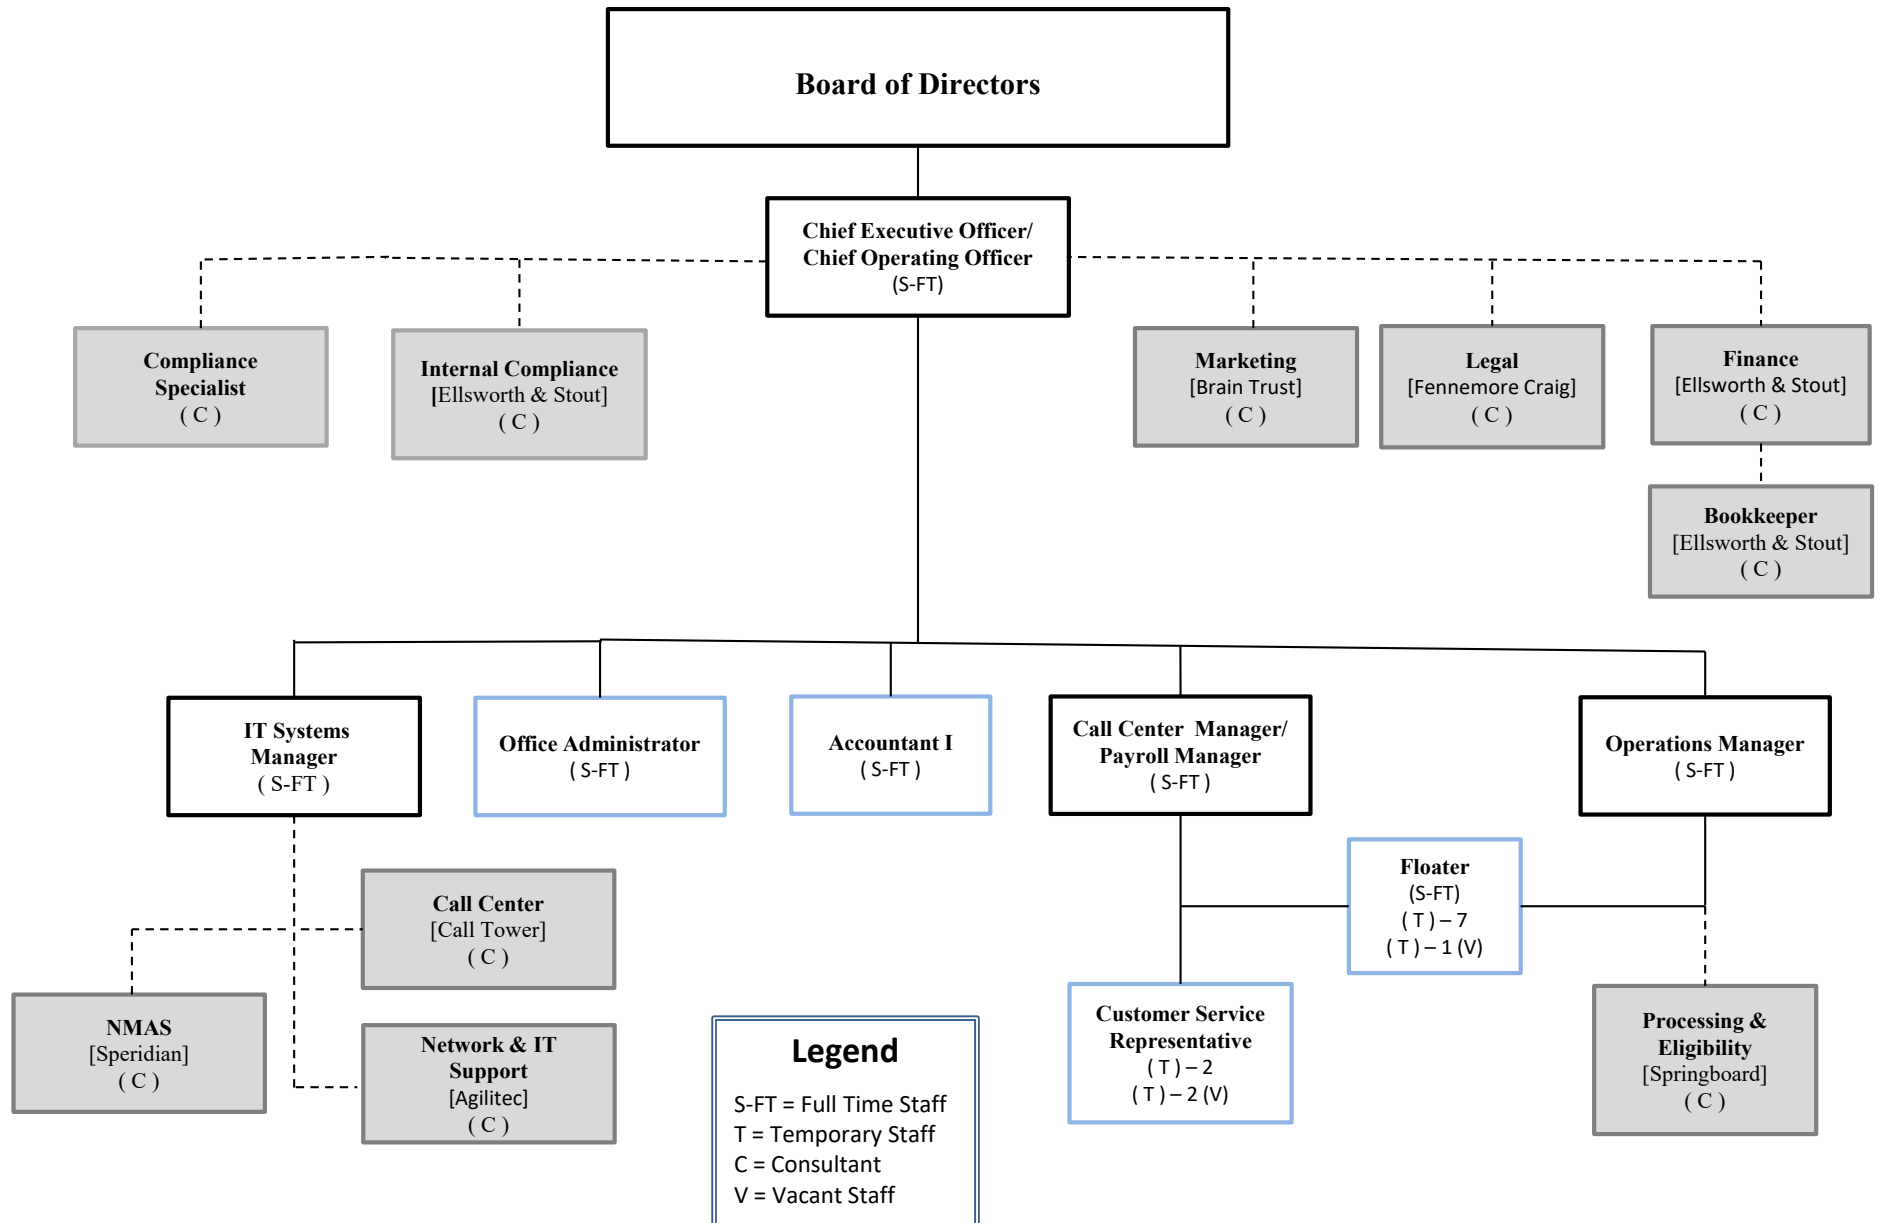 Board of Directors
Chief Executive Officer/
Chief Operating Officer
(S-FT)
Compliance
Specialist
( C )
Internal Compliance
[Ellsworth & Stout]
( C )
Marketing
[Brain Trust]
( C )
Legal
[Fennemore Craig]
( C )
Finance
[Ellsworth & Stout]
( C )
Bookkeeper
[Ellsworth & Stout]
( C )
IT Systems
Manager
( S-FT )
Office Administrator
( S-FT )
Accountant I
( S-FT )
Call Center Manager/
Payroll Manager
( S-FT )
Operations Manager
( S-FT )
Floater
(S-FT)
( T ) – 7
( T ) – 1 (V)
Call Center
[Call Tower]
( C )
NMAS
[Speridian]
( C )
Network & IT
Support
[Agilitec]
( C )
Customer Service
Representative
( T ) – 2
( T ) – 2 (V)
Processing &
Eligibility
[Springboard]
( C )
Legend
S-FT = Full Time Staff
T = Temporary Staff
C = Consultant
V = Vacant Staff